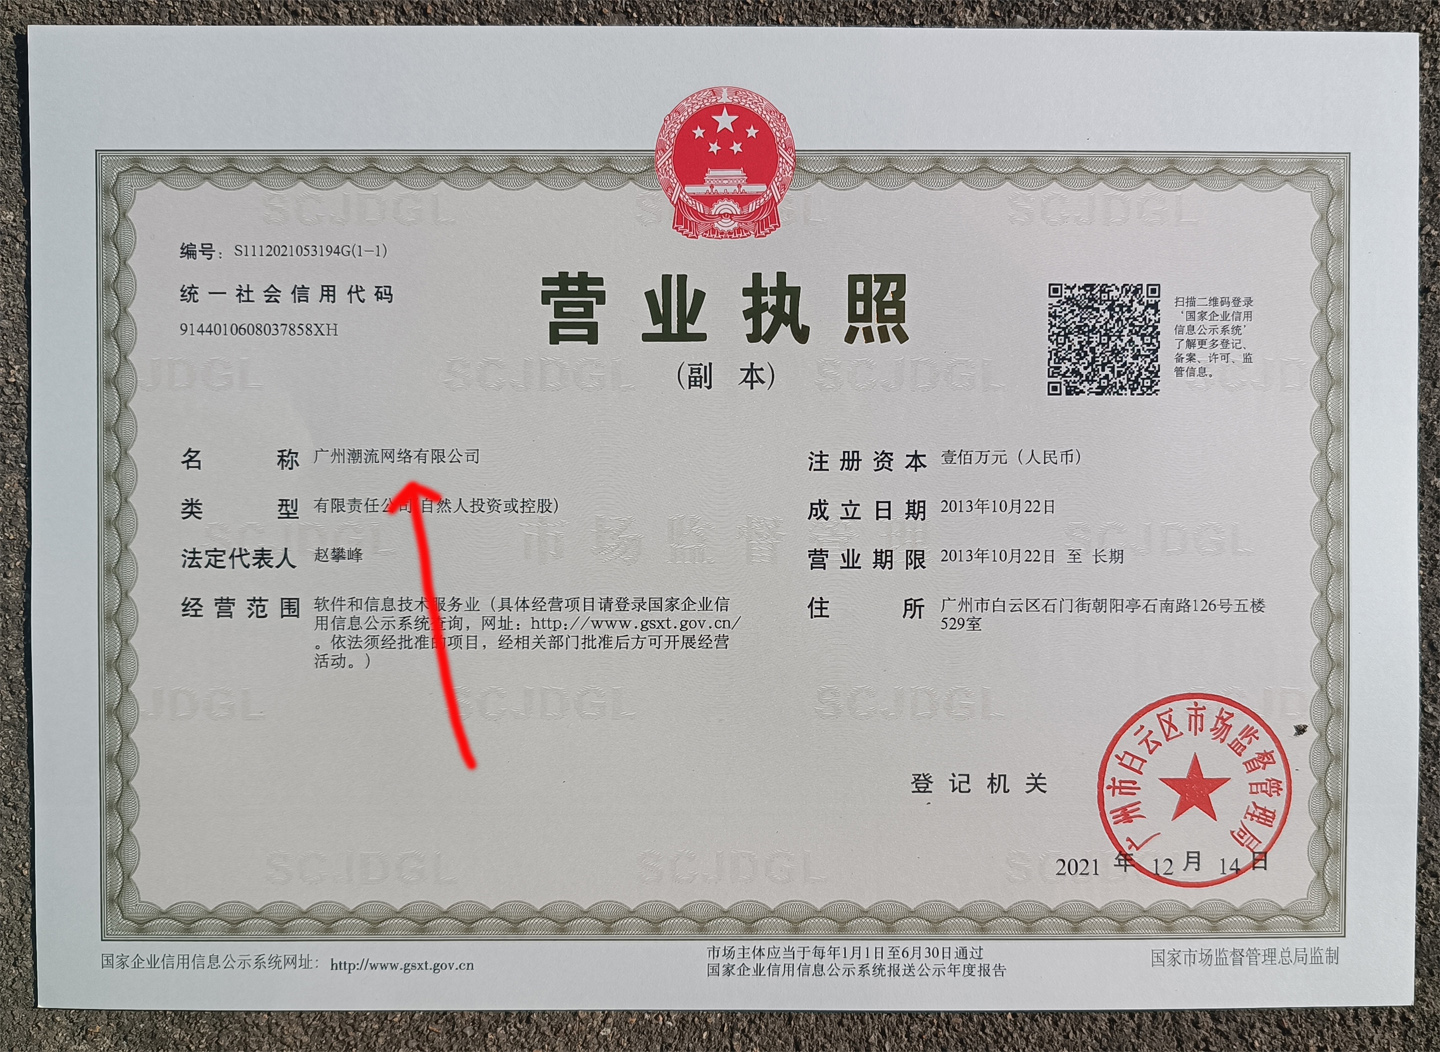 编号：S1112021053194G(1-1)
统一社会信用代码
9144010608037858XH
营业执照
（副 本）
扫描二维码登录
‘国家企业信用
信息公示系统’
了解更多登记、
备案、许可、监
管信息。
名 称 广州潮流网络有限公司
类 型 有限责任公司(自然人投资或控股)
法定代表人 赵攀峰
经营范围 软件和信息技术服务业（具体经营项目请登录国家企业信
用信息公示系统查询，网址：http://www.gsxt.gov.cn/
。依法须经批准的项目，经相关部门批准后方可开展经营
活动。）
注册资本 壹佰万元（人民币）
成立日期 2013年10月22日
营业期限 2013年10月22日 至 长期
住 所 广州市白云区石门街朝阳亭石南路126号五楼
529室
登记机关
广州市白云区市场监督管理局
2021 年 12 月 14 日
国家企业信用信息公示系统网址：http://www.gsxt.gov.cn
市场主体应当于每年1月1日至6月30日通过
国家企业信用信息公示系统报送公示年度报告
国家市场监督管理总局监制
SCJDGL
市场监督管理